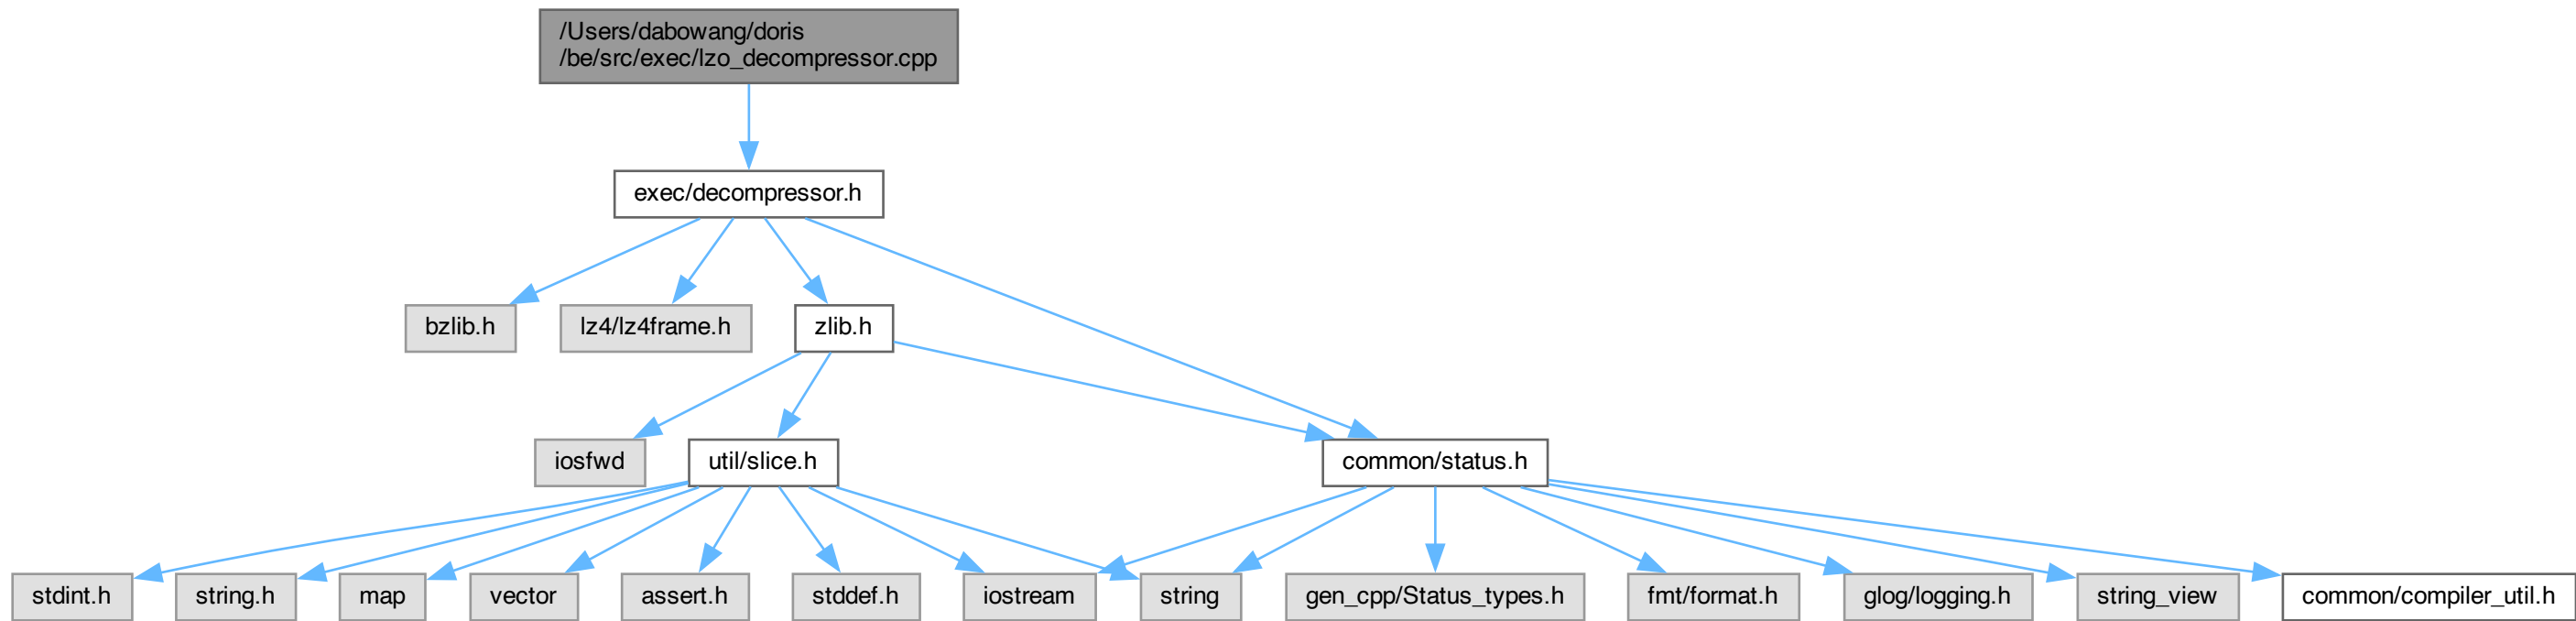 /Users/dabowang/doris
/be/src/exec/lzo_decompressor.cpp
exec/decompressor.h
bzlib.h
lz4/lz4frame.h
zlib.h
iosfwd
util/slice.h
common/status.h
stdint.h
string.h
map
vector
assert.h
stddef.h
iostream
string
gen_cpp/Status_types.h
fmt/format.h
glog/logging.h
string_view
common/compiler_util.h